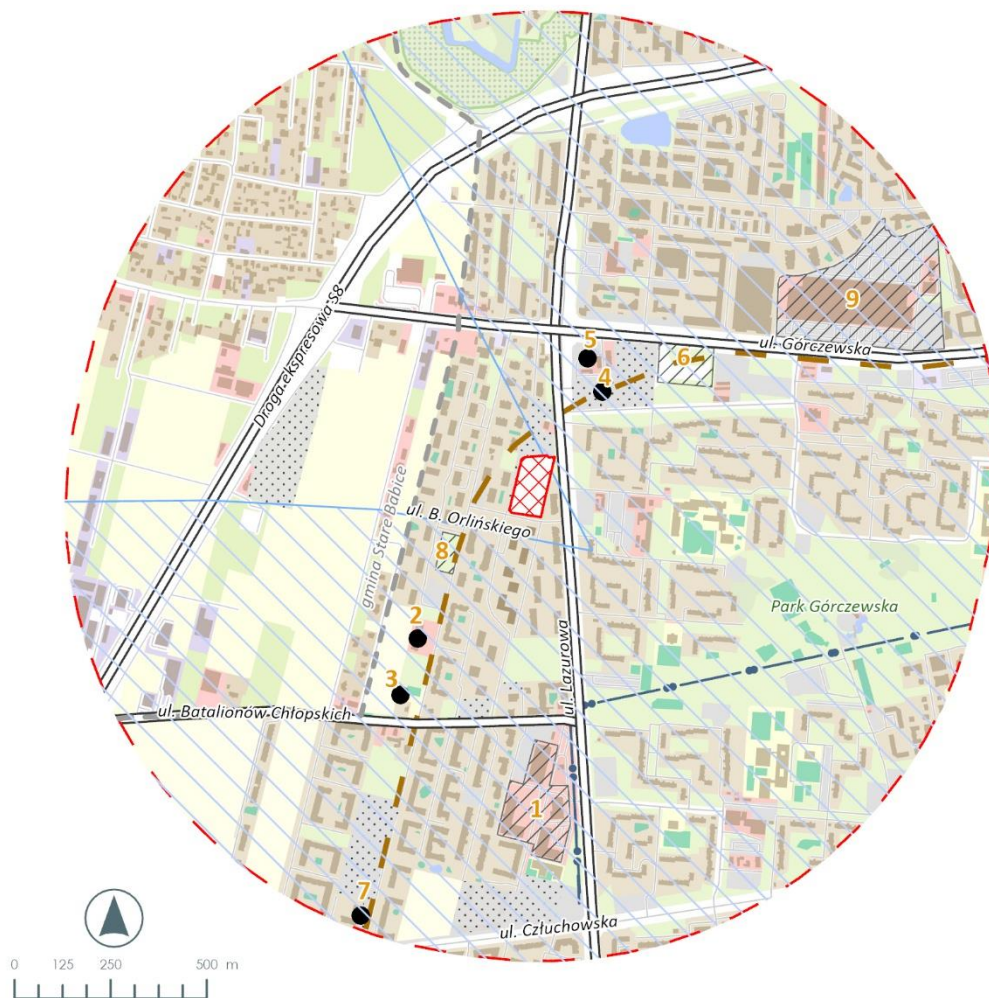 9
ul. Górczewska
5
6
4
Droga ekspresowa S8
gmina Stare Babice
ul. B. Orlińskiego
8
Park Górczewska
2
ul. Lazurowa
3
ul. Batalionów Chłopskich
1
7
ul. Człuchowska
0 125 250 500 m